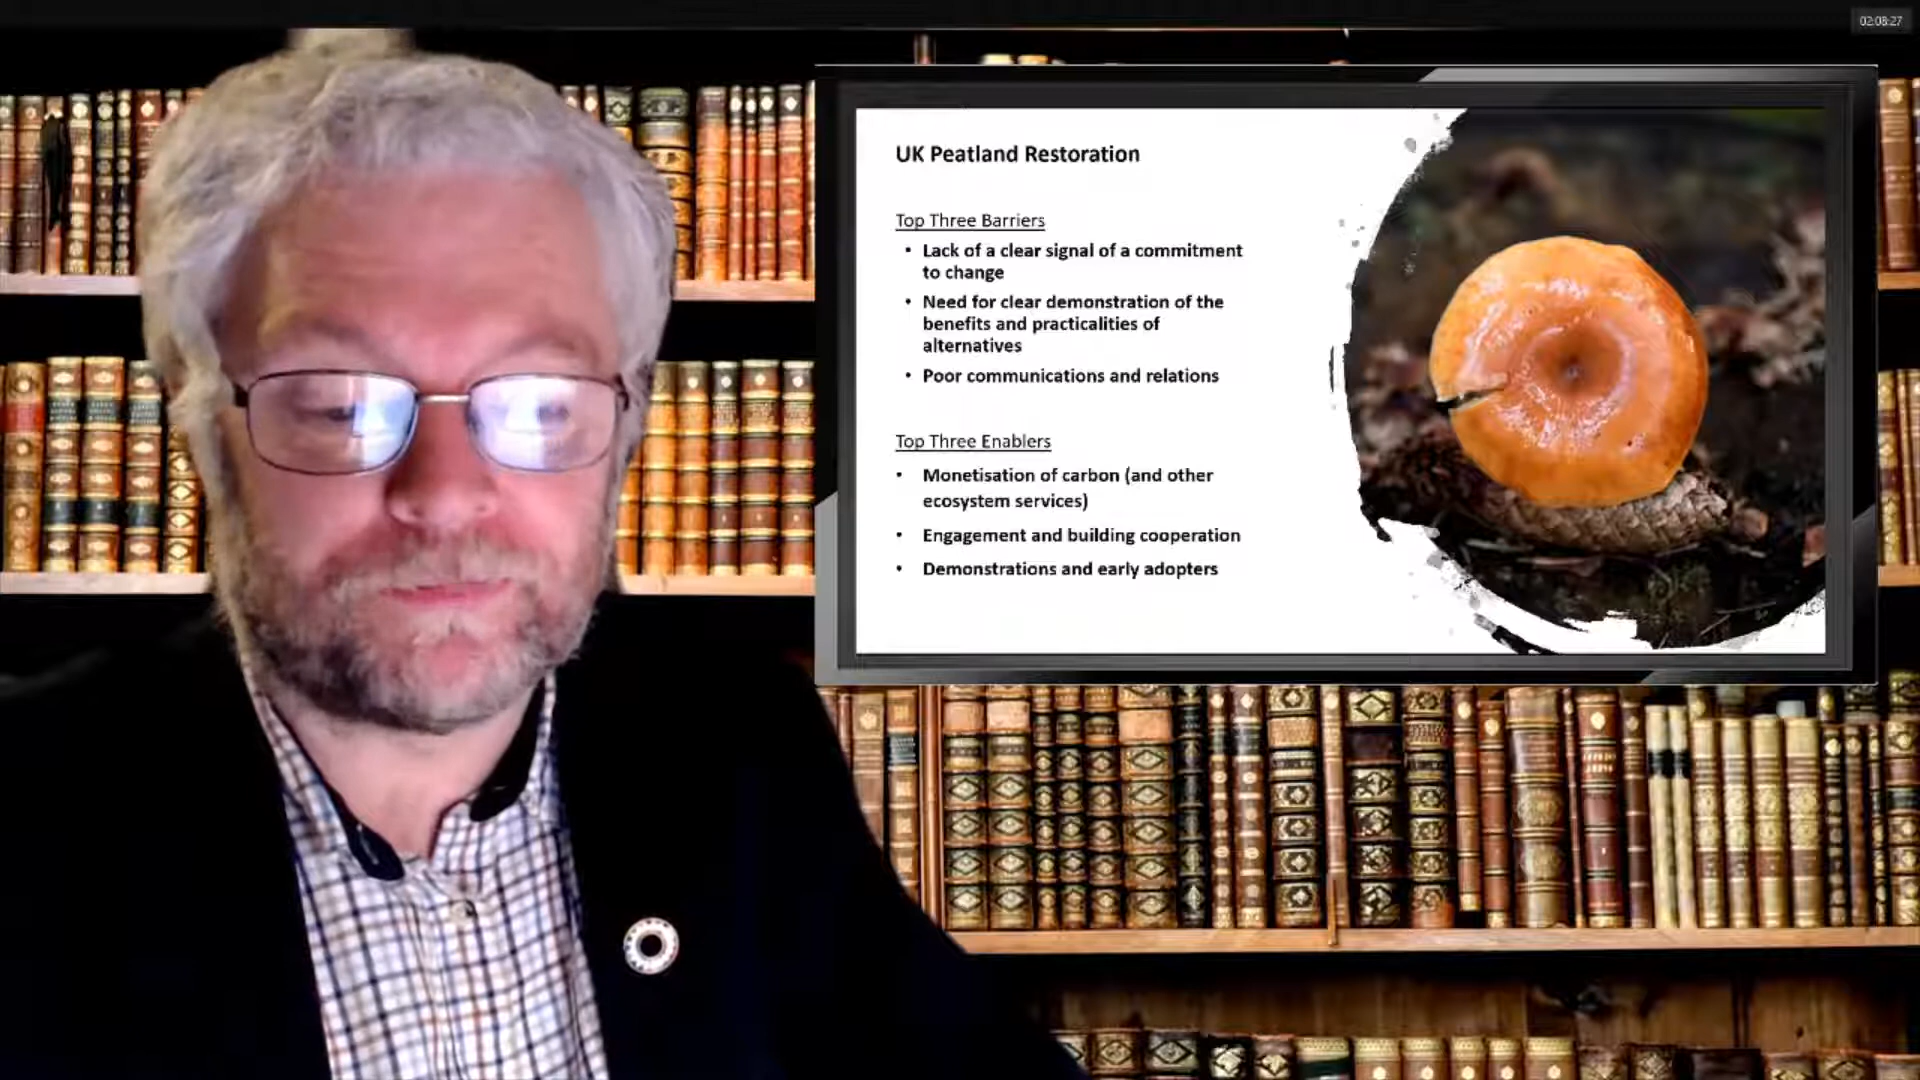 02:08:27
UK Peatland Restoration
Top Three Barriers
• Lack of a clear signal of a commitment
to change
• Need for clear demonstration of the
benefits and practicalities of
alternatives
• Poor communications and relations
Top Three Enablers
• Monetisation of carbon (and other
ecosystem services)
• Engagement and building cooperation
• Demonstrations and early adopters